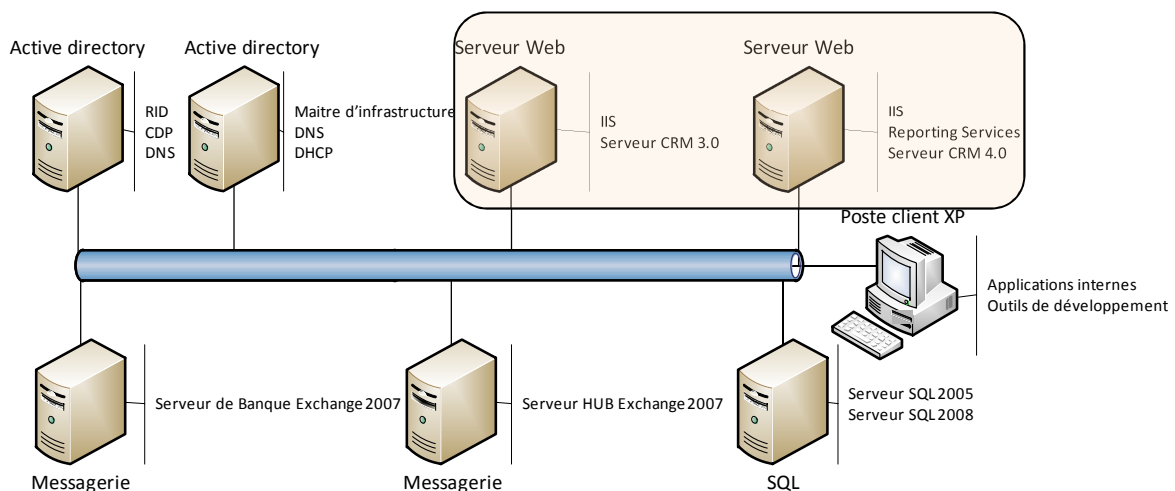 Active directory
Active directory
Serveur Web
Serveur Web
RID
CDP
DNS
Maitre d'infrastructure
DNS
DHCP
IIS
Serveur CRM 3.0
IIS
Reporting Services
Serveur CRM 4.0
Poste client XP
Applications internes
Outils de développement
Serveur de Banque Exchange 2007
Serveur HUB Exchange 2007
Serveur SQL 2005
Serveur SQL 2008
Messagerie
Messagerie
SQL